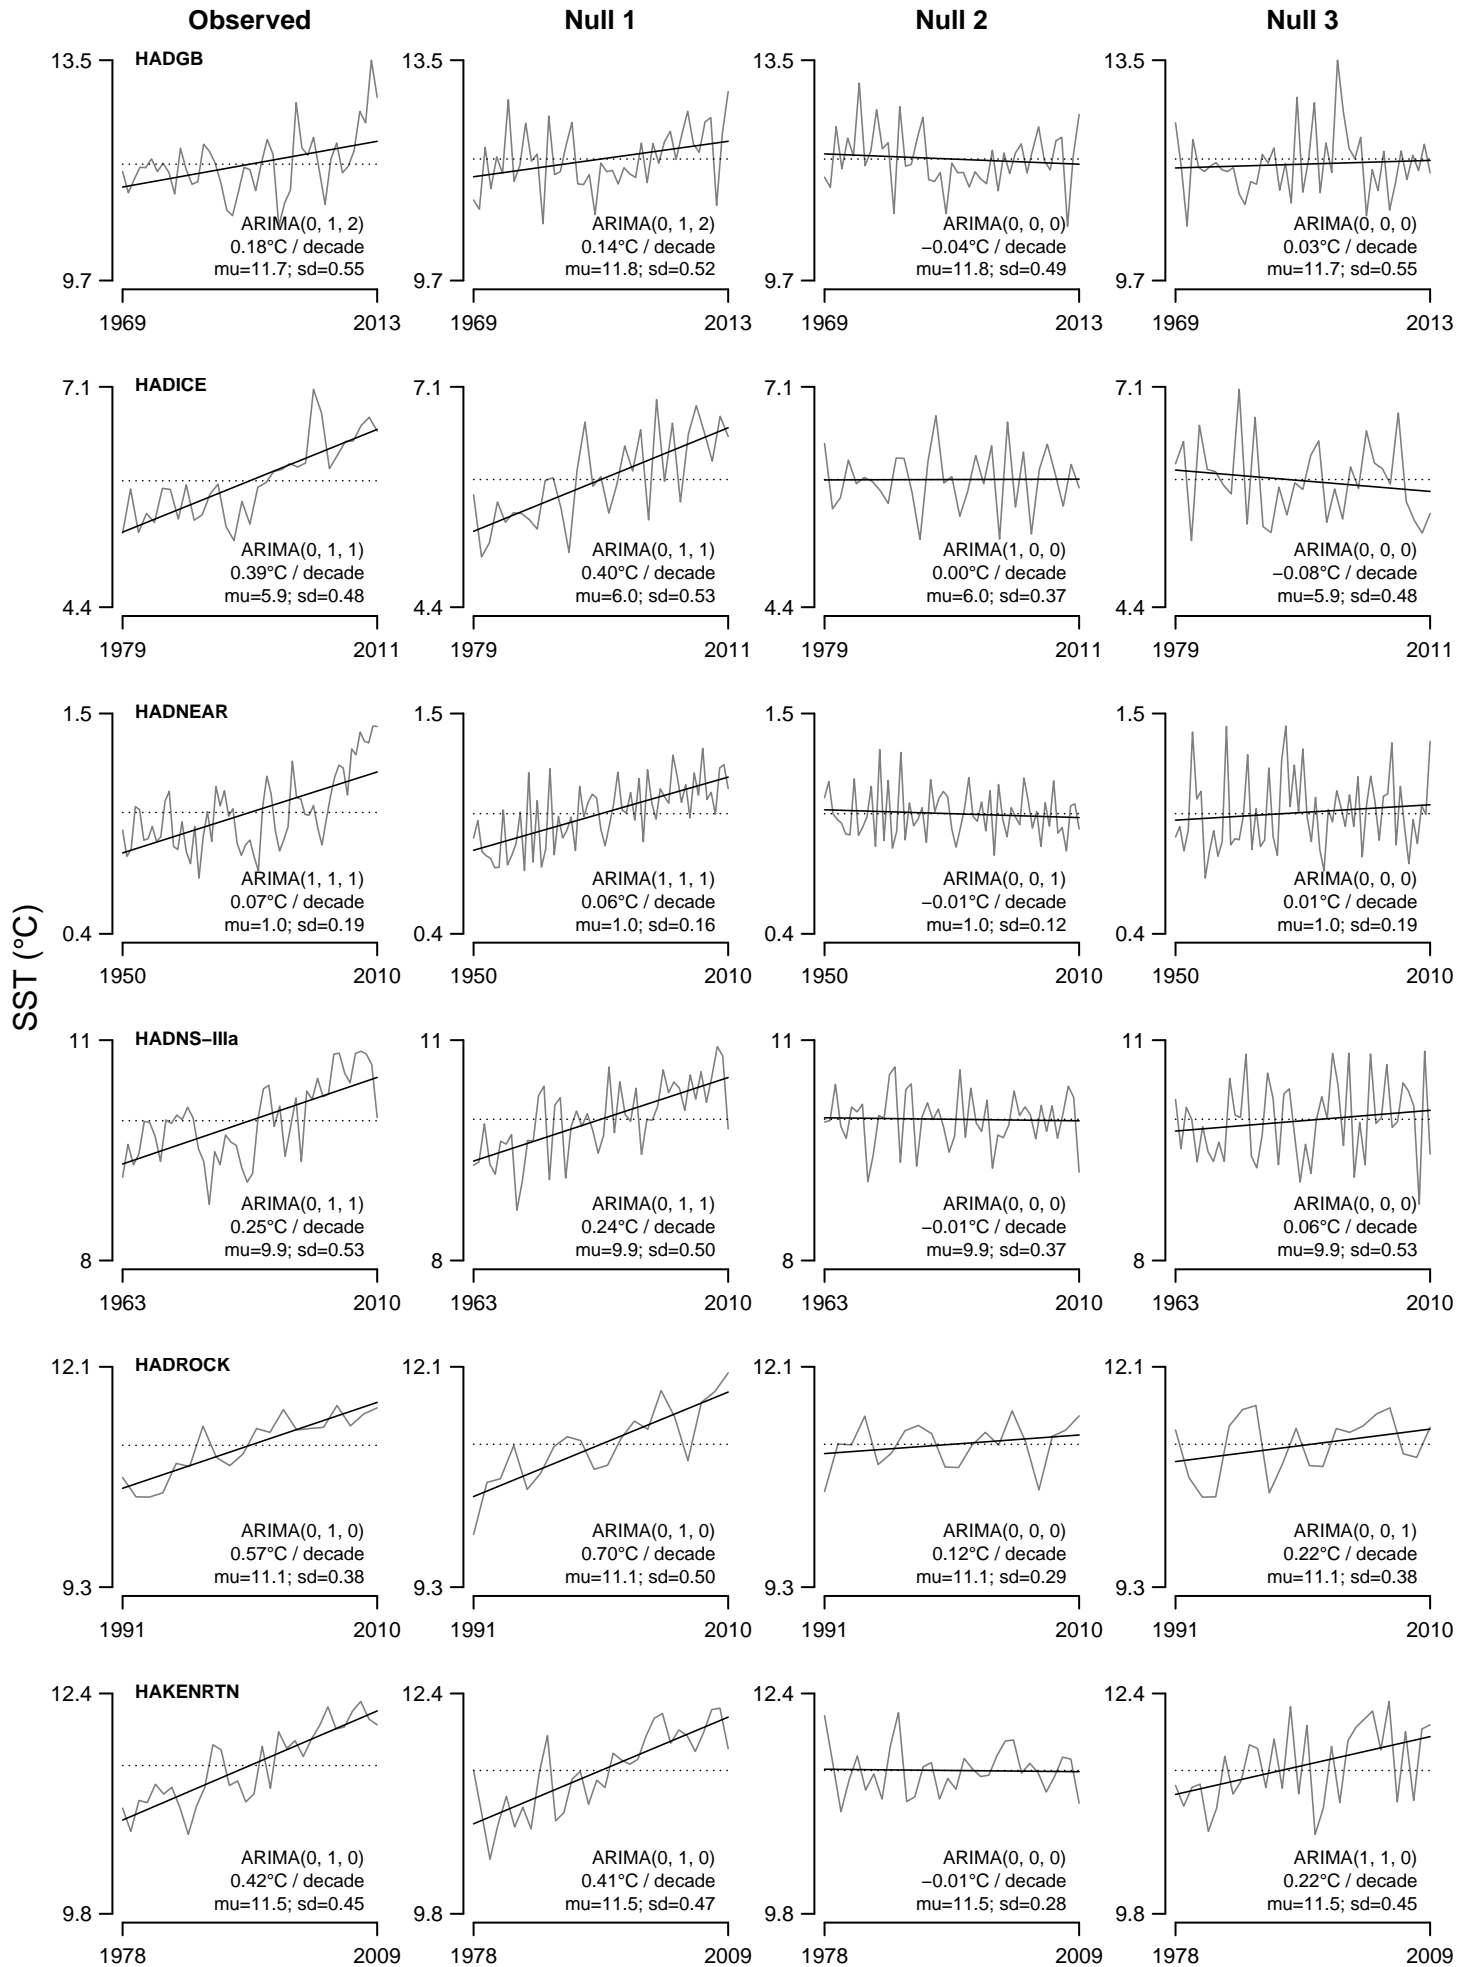 Observed
Null 1
Null 2
Null 3
SST (°C)
HADGB
13.5
9.7
1969
2013
ARIMA(0, 1, 2)
0.18°C / decade
mu=11.7; sd=0.55
13.5
9.7
1969
2013
ARIMA(0, 1, 2)
0.14°C / decade
mu=11.8; sd=0.52
13.5
9.7
1969
2013
ARIMA(0, 0, 0)
−0.04°C / decade
mu=11.8; sd=0.49
13.5
9.7
1969
2013
ARIMA(0, 0, 0)
0.03°C / decade
mu=11.7; sd=0.55
HADICE
7.1
4.4
1979
2011
ARIMA(0, 1, 1)
0.39°C / decade
mu=5.9; sd=0.48
7.1
4.4
1979
2011
ARIMA(0, 1, 1)
0.40°C / decade
mu=6.0; sd=0.53
7.1
4.4
1979
2011
ARIMA(1, 0, 0)
0.00°C / decade
mu=6.0; sd=0.37
7.1
4.4
1979
2011
ARIMA(0, 0, 0)
−0.08°C / decade
mu=5.9; sd=0.48
HADNEAR
1.5
0.4
1950
2010
ARIMA(1, 1, 1)
0.07°C / decade
mu=1.0; sd=0.19
1.5
0.4
1950
2010
ARIMA(1, 1, 1)
0.06°C / decade
mu=1.0; sd=0.16
1.5
0.4
1950
2010
ARIMA(0, 0, 1)
−0.01°C / decade
mu=1.0; sd=0.12
1.5
0.4
1950
2010
ARIMA(0, 0, 0)
0.01°C / decade
mu=1.0; sd=0.19
HADNS−IIIa
11
8
1963
2010
ARIMA(0, 1, 1)
0.25°C / decade
mu=9.9; sd=0.53
11
8
1963
2010
ARIMA(0, 1, 1)
0.24°C / decade
mu=9.9; sd=0.50
11
8
1963
2010
ARIMA(0, 0, 0)
−0.01°C / decade
mu=9.9; sd=0.37
11
8
1963
2010
ARIMA(0, 0, 0)
0.06°C / decade
mu=9.9; sd=0.53
HADROCK
12.1
9.3
1991
2010
ARIMA(0, 1, 0)
0.57°C / decade
mu=11.1; sd=0.38
12.1
9.3
1991
2010
ARIMA(0, 1, 0)
0.70°C / decade
mu=11.1; sd=0.50
12.1
9.3
1991
2010
ARIMA(0, 0, 0)
0.12°C / decade
mu=11.1; sd=0.29
12.1
9.3
1991
2010
ARIMA(0, 0, 1)
0.22°C / decade
mu=11.1; sd=0.38
HAKENRTN
12.4
9.8
1978
2009
ARIMA(0, 1, 0)
0.42°C / decade
mu=11.5; sd=0.45
12.4
9.8
1978
2009
ARIMA(0, 1, 0)
0.41°C / decade
mu=11.5; sd=0.47
12.4
9.8
1978
2009
ARIMA(0, 0, 0)
−0.01°C / decade
mu=11.5; sd=0.28
12.4
9.8
1978
2009
ARIMA(1, 1, 0)
0.22°C / decade
mu=11.5; sd=0.45